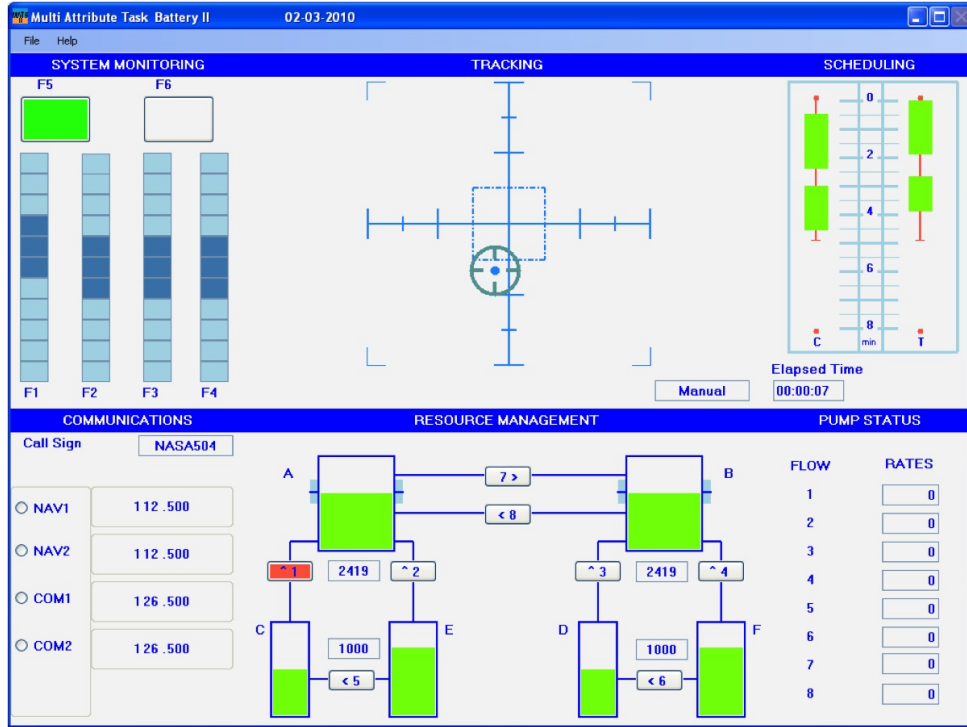 Multi Attribute Task Battery II 02-03-2010
File Help
SYSTEM MONITORING
F5 F6
F1 F2 F3 F4
TRACKING
Manual
SCHEDULING
0
2
4
6
8
C min T
Elapsed Time
00:00:07
COMMUNICATIONS
Call Sign NASA504
NAV1 112.500
NAV2 112.500
COM1 126.500
COM2 126.500
RESOURCE MANAGEMENT
A 7 > B
< 8
^ 1 2419 ^ 2 ^ 3 2419 ^ 4
C E D F
1000 1000
< 5 < 6
PUMP STATUS
FLOW RATES
1 0
2 0
3 0
4 0
5 0
6 0
7 0
8 0